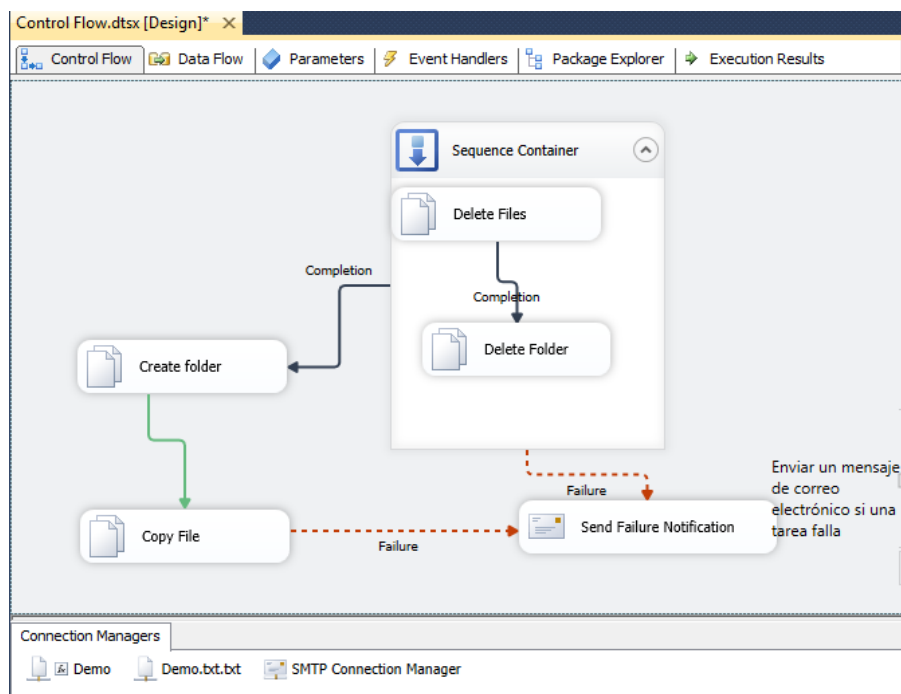 Control Flow.dtsx [Design]* ×
Control Flow Data Flow Parameters Event Handlers Package Explorer Execution Results
Sequence Container
Delete Files
Completion
Completion
Delete Folder
Create folder
Failure
Enviar un mensaje
de correo
electrónico si una
tarea falla
Send Failure Notification
Copy File
Failure
Connection Managers
fx Demo Demo.txt.txt SMTP Connection Manager